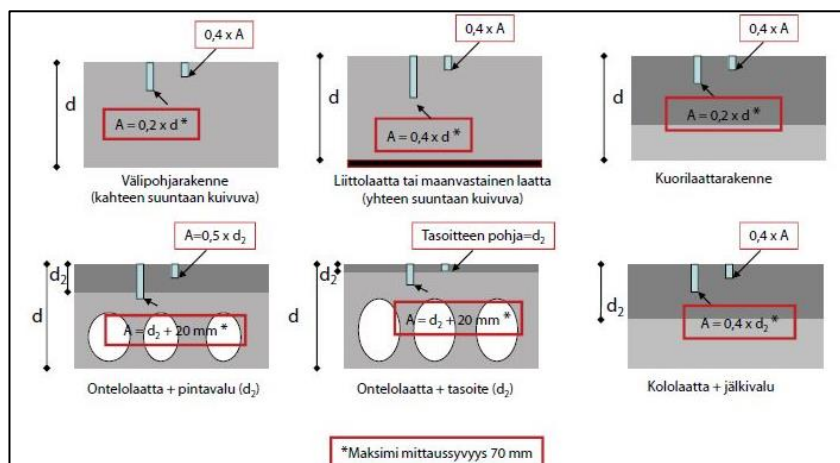 0,4 x A
d
A = 0,2 x d *
Välipohjarakenne
(kahteen suuntaan kuivuva)
0,4 x A
d
A = 0,4 x d *
Liittolaatta tai maanvastainen laatta
(yhteen suuntaan kuivuva)
0,4 x A
A = 0,2 x d *
Kuorilaattarakenne
A=0,5 x d₂
d₂
d
A = d₂ + 20 mm *
Ontelolaatta + pintavalu (d₂)
Tasoitteen pohja=d₂
d₂
d
A = d₂ + 20 mm *
Ontelolaatta + tasoite (d₂)
0,4 x A
d₂
A = 0,4 x d₂ *
Kololaatta + jälkivalu
*Maksimi mittaussyvyys 70 mm